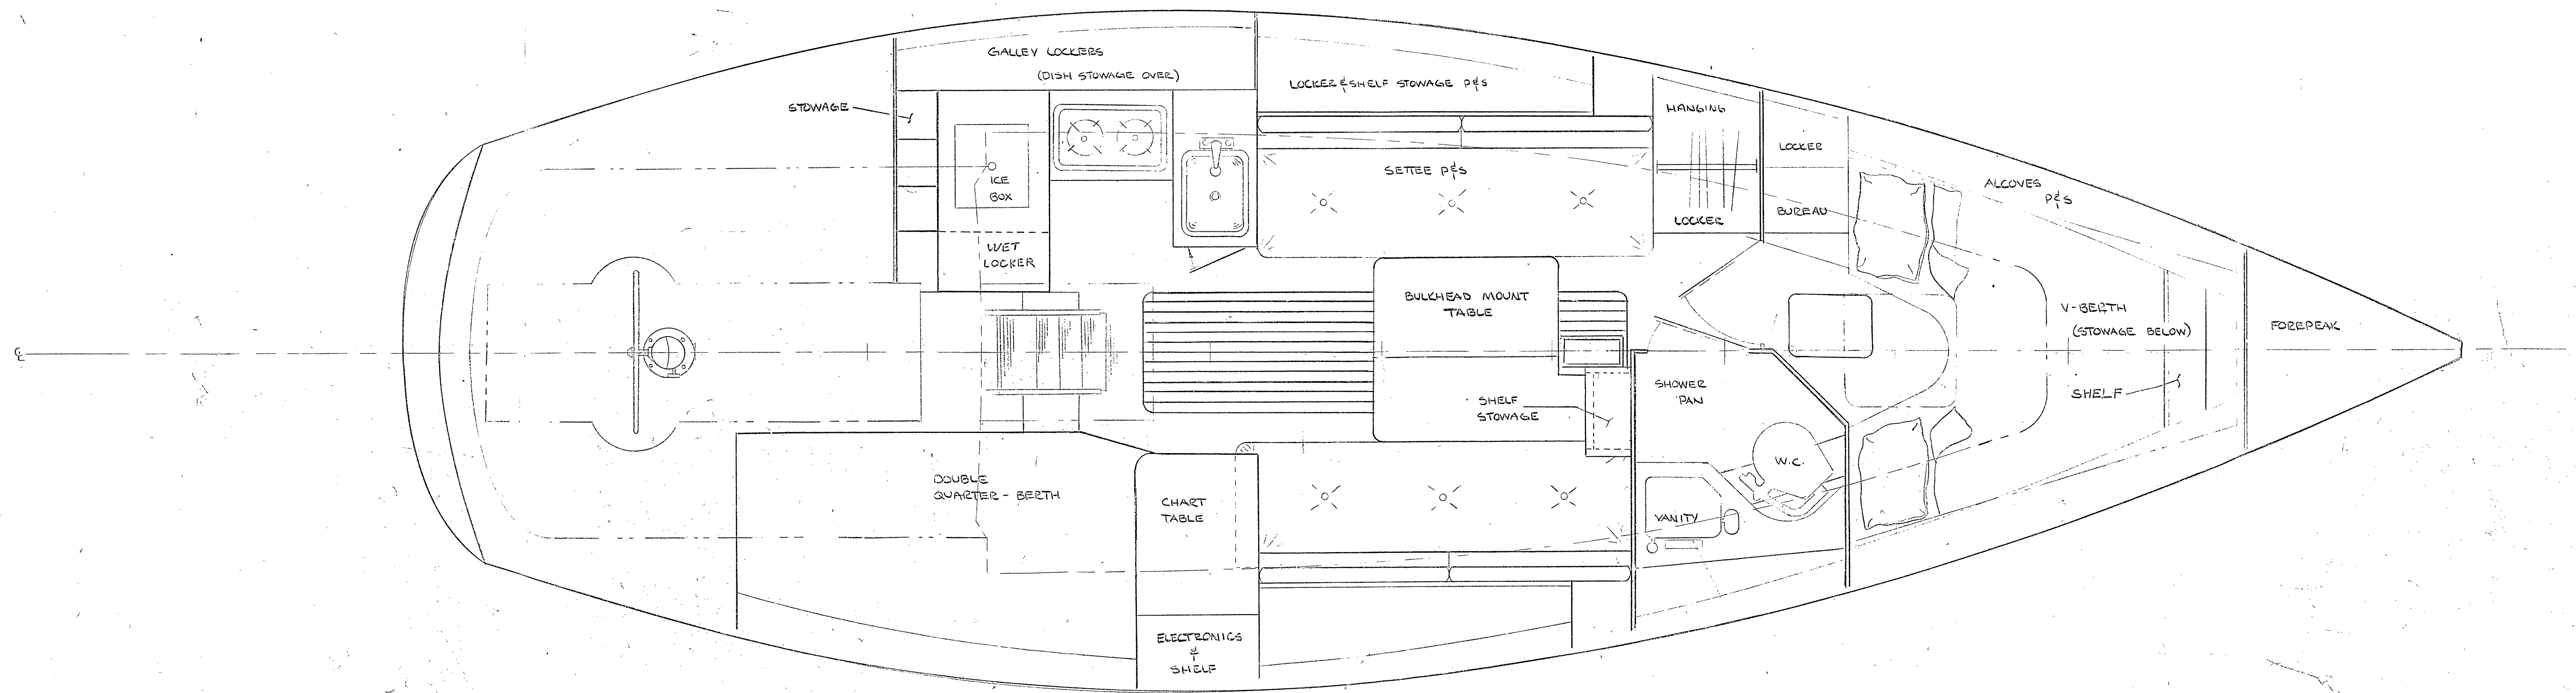 GALLEY LOCKERS
(DISH STOWAGE OVER)
LOCKER & SHELF STOWAGE P&S
STOWAGE
HANGING
LOCKER
ICE
BOX
SETTEE P&S
LOCKER
BUREAU
ALCOVES
P&S
WET
LOCKER
BULKHEAD MOUNT
TABLE
V-BERTH
(STOWAGE BELOW)
FOREPEAK
℄
SHELF
SHOWER
PAN
SHELF
STOWAGE
W.C.
DOUBLE
QUARTER-BERTH
CHART
TABLE
VANITY
ELECTRONICS
&
SHELF